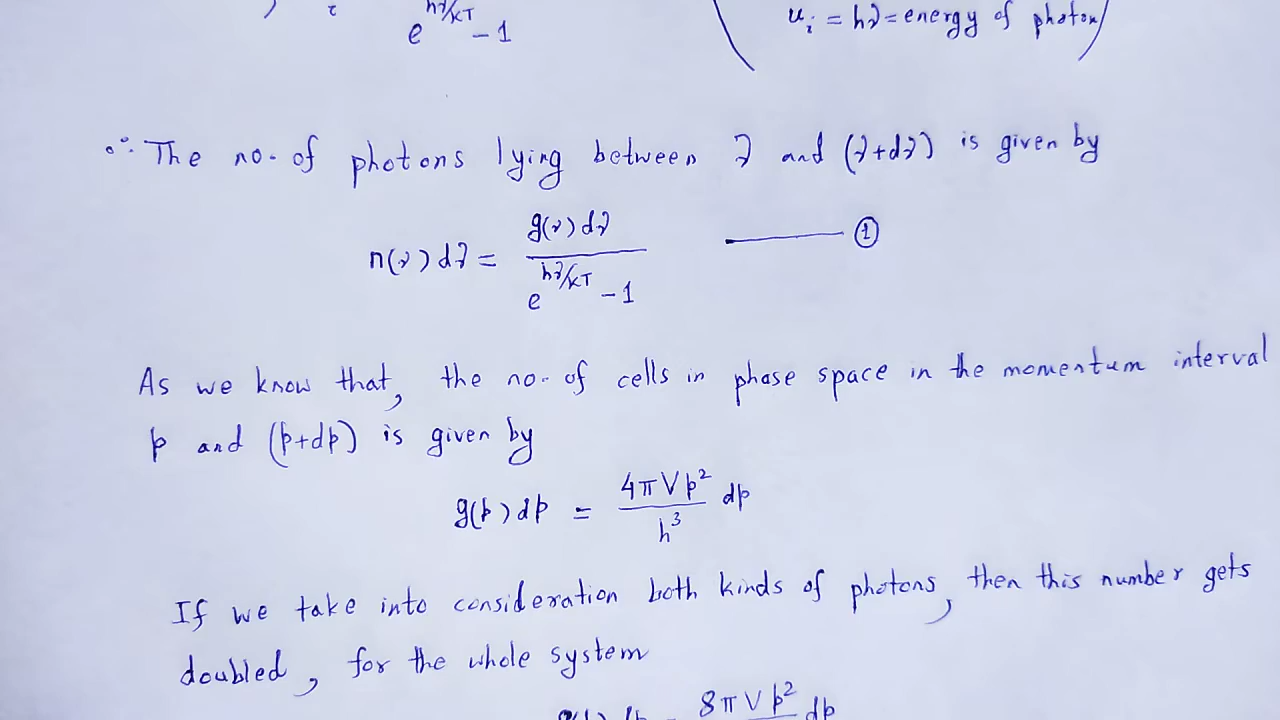 e^(hν/kT) - 1
u_i = hν = energy of photon
∴ The no. of photons lying between ν and (ν+dν) is given by
n(ν)dν = g(ν)dν / (e^(hν/kT) - 1) ——— ①
As we know that, the no. of cells in phase space in the momentum interval
p and (p+dp) is given by
g(p)dp = (4πVp²/h³) dp
If we take into consideration both kinds of photons, then this number gets
doubled, for the whole system
8πVp² dp